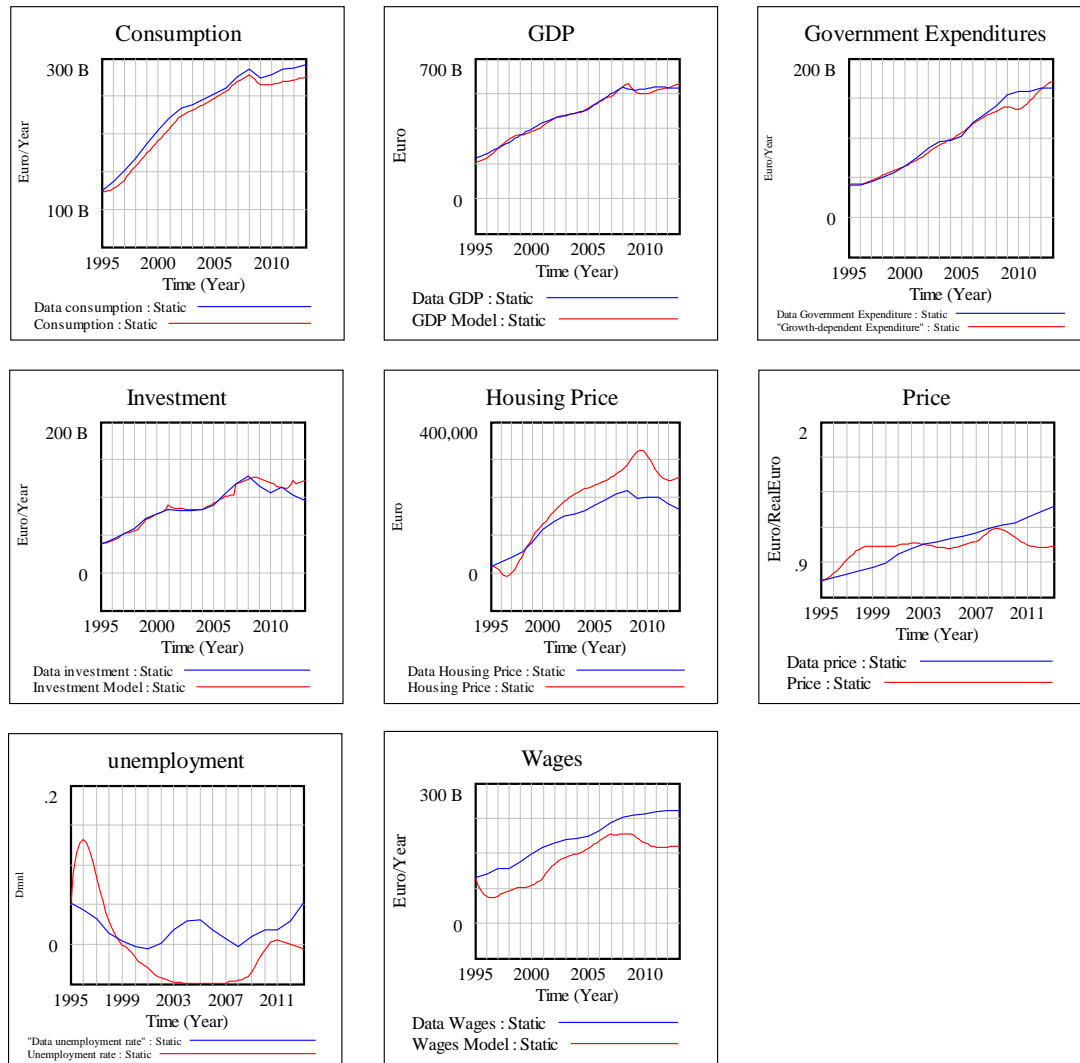 Consumption
300 B
Euro/Year
100 B
1995 2000 2005 2010
Time (Year)
Data consumption : Static
Consumption : Static
GDP
700 B
Euro
0
1995 2000 2005 2010
Time (Year)
Data GDP : Static
GDP Model : Static
Government Expenditures
200 B
Euro/Year
0
1995 2000 2005 2010
Time (Year)
Data Government Expenditure : Static
"Growth-dependent Expenditure" : Static
Investment
200 B
Euro/Year
0
1995 2000 2005 2010
Time (Year)
Data investment : Static
Investment Model : Static
Housing Price
400,000
Euro
0
1995 2000 2005 2010
Time (Year)
Data Housing Price : Static
Housing Price : Static
Price
2
Euro/RealEuro
.9
1995 1999 2003 2007 2011
Time (Year)
Data price : Static
Price : Static
unemployment
.2
Dmnl
0
1995 1999 2003 2007 2011
Time (Year)
"Data unemployment rate" : Static
Unemployment rate : Static
Wages
300 B
Euro/Year
0
1995 2000 2005 2010
Time (Year)
Data Wages : Static
Wages Model : Static